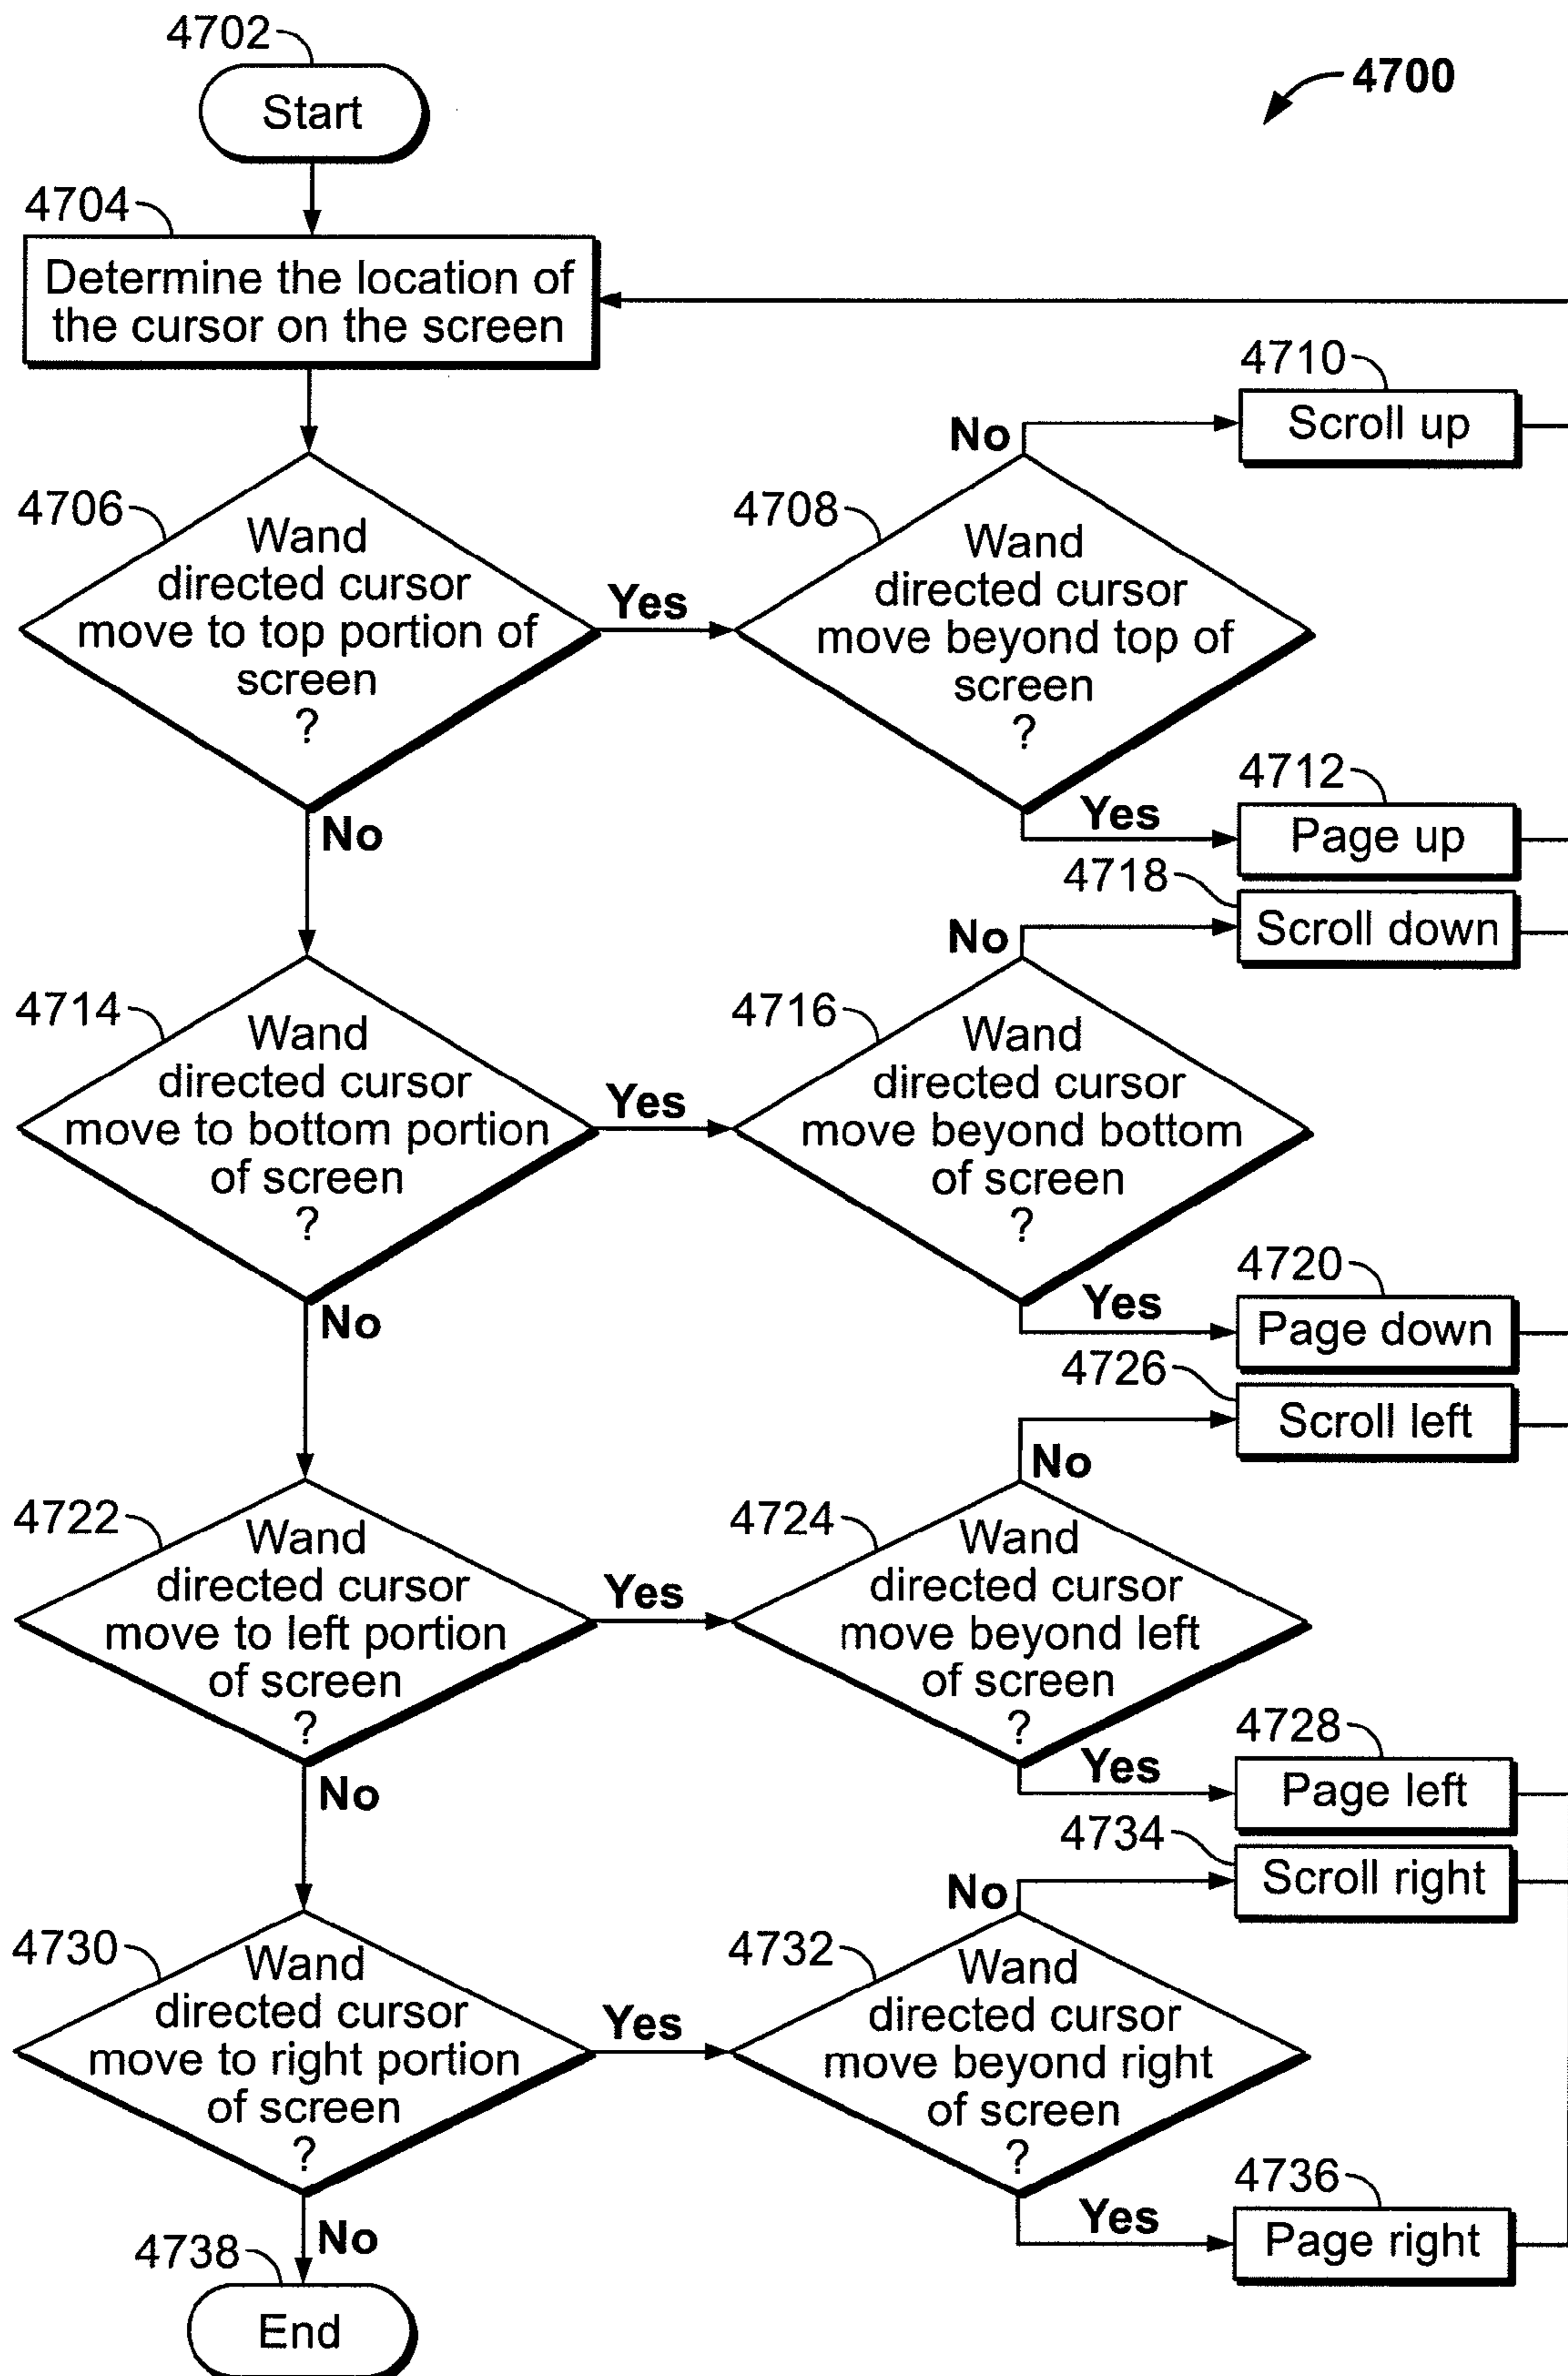 4702
Start
4700
4704
Determine the location of
the cursor on the screen
4710
Scroll up
No
4706
Wand
directed cursor
move to top portion of
screen
?
Yes
4708
Wand
directed cursor
move beyond top of
screen
?
4712
Page up
Yes
No
4718
Scroll down
No
4714
Wand
directed cursor
move to bottom portion
of screen
?
Yes
4716
Wand
directed cursor
move beyond bottom
of screen
?
4720
Page down
Yes
No
4726
Scroll left
No
4722
Wand
directed cursor
move to left portion
of screen
?
Yes
4724
Wand
directed cursor
move beyond left
of screen
?
4728
Page left
Yes
No
4734
Scroll right
No
4730
Wand
directed cursor
move to right portion
of screen
?
Yes
4732
Wand
directed cursor
move beyond right
of screen
?
4736
Page right
Yes
No
4738
End